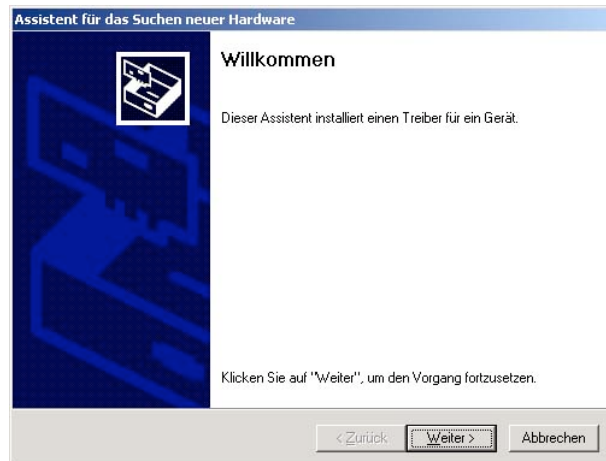 Assistent für das Suchen neuer Hardware
Willkommen
Dieser Assistent installiert einen Treiber für ein Gerät.
Klicken Sie auf "Weiter", um den Vorgang fortzusetzen.
< Zurück Weiter > Abbrechen